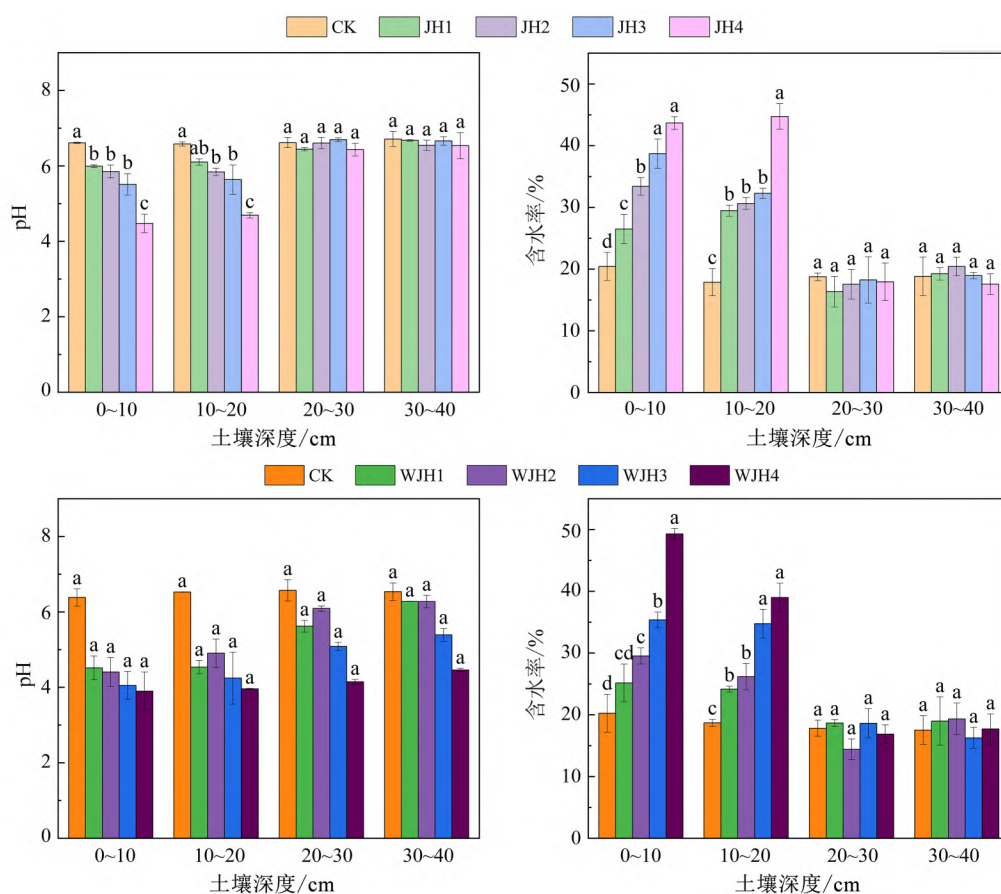 CK JH1 JH2 JH3 JH4
8
6
4
2
0
pH
a b b b c
a ab b b c
a a a a a
a a a a a
0~10 10~20 20~30 30~40
土壤深度/cm
50
40
30
20
10
0
含水率/%
d c b a a
c b b b a
a a a a a
a a a a a
0~10 10~20 20~30 30~40
土壤深度/cm
CK WJH1 WJH2 WJH3 WJH4
8
6
4
2
0
pH
a a a a a
a a a a a
a a a a a
a a a a a
0~10 10~20 20~30 30~40
土壤深度/cm
50
40
30
20
10
0
含水率/%
d cd c b a
c b b a a
a a a a a
a a a a a
0~10 10~20 20~30 30~40
土壤深度/cm